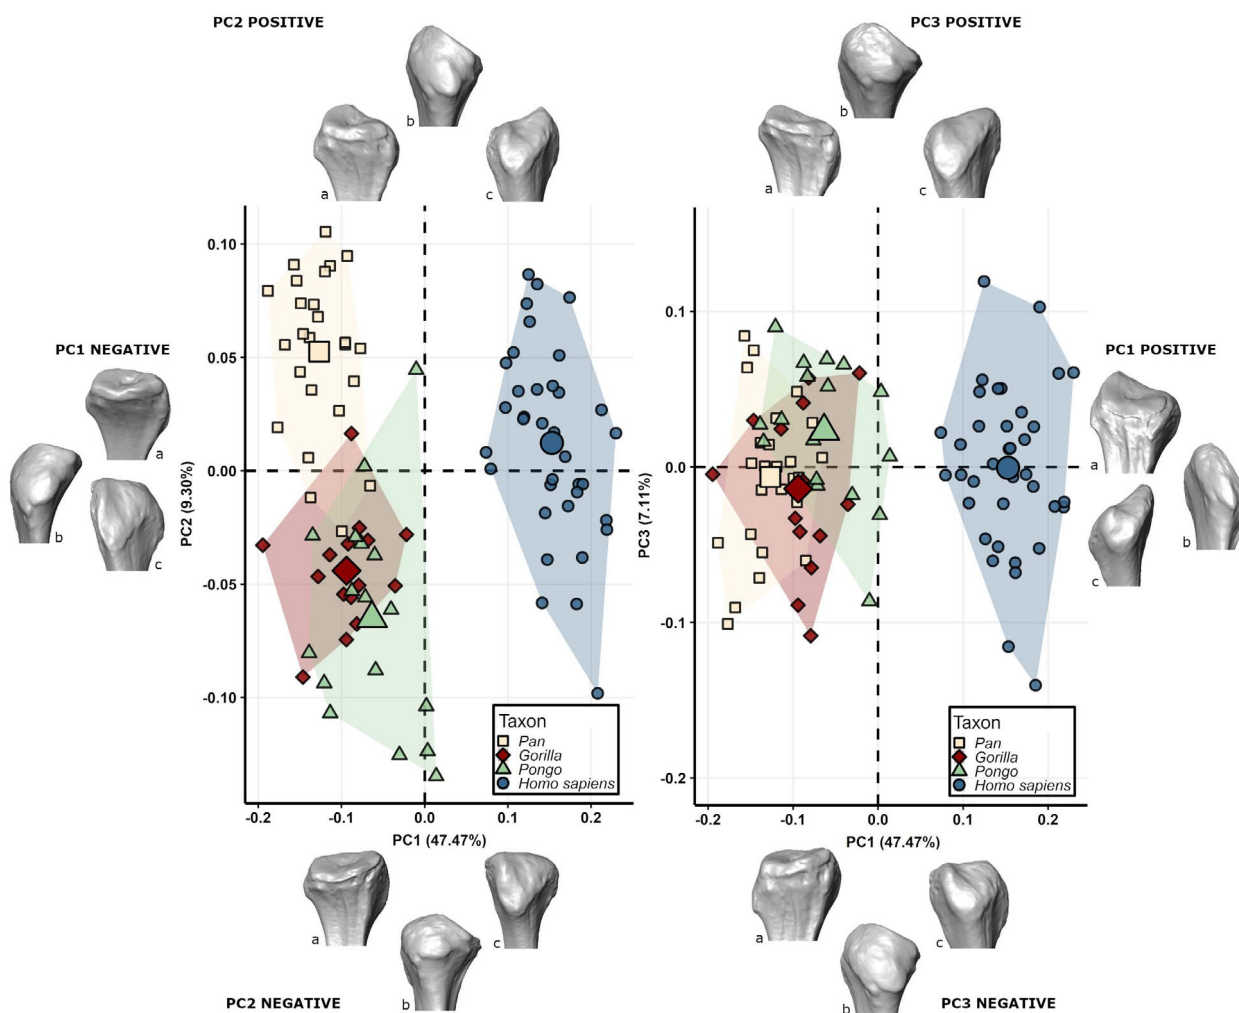 PC2 POSITIVE
PC3 POSITIVE
b
b
a
c
a
c
0.10
0.05
0.00
-0.05
-0.10
PC2 (9.30%)
-0.2
-0.1
0.0
0.1
0.2
PC1 (47.47%)
Taxon
Pan
Gorilla
Pongo
Homo sapiens
PC1 NEGATIVE
a
b
c
0.1
0.0
-0.1
-0.2
PC3 (7.11%)
-0.2
-0.1
0.0
0.1
0.2
PC1 (47.47%)
Taxon
Pan
Gorilla
Pongo
Homo sapiens
PC1 POSITIVE
a
b
c
a
c
b
PC2 NEGATIVE
a
c
b
PC3 NEGATIVE